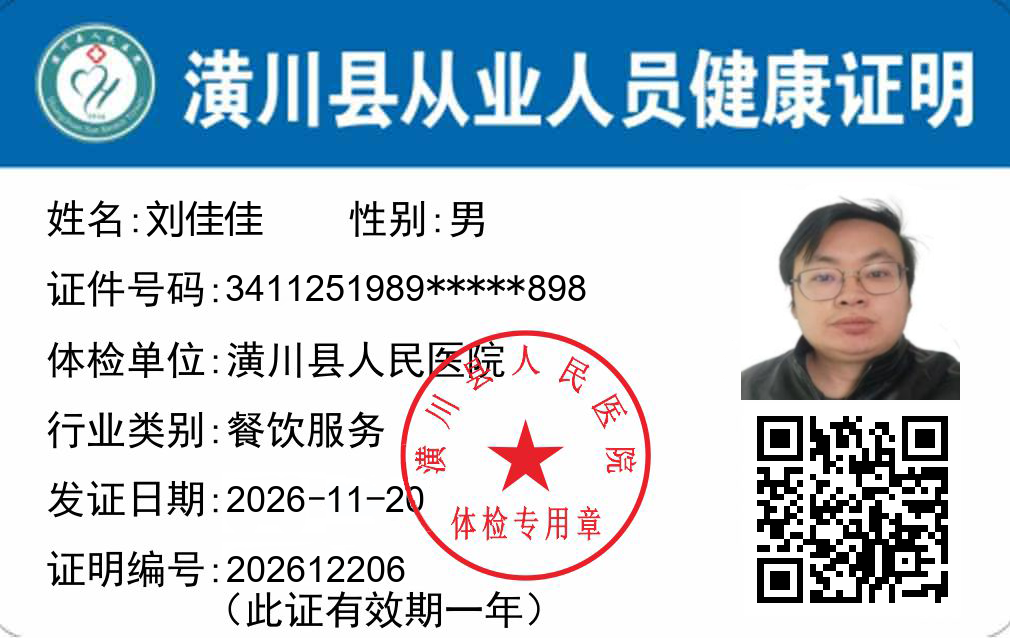 潢川县从业人员健康证明
姓名:刘佳佳 性别:男
证件号码:3411251989*****898
体检单位:潢川县人民医院
行业类别:餐饮服务
发证日期:2026-11-20
证明编号:202612206
(此证有效期一年)
潢川县人民医院
体检专用章